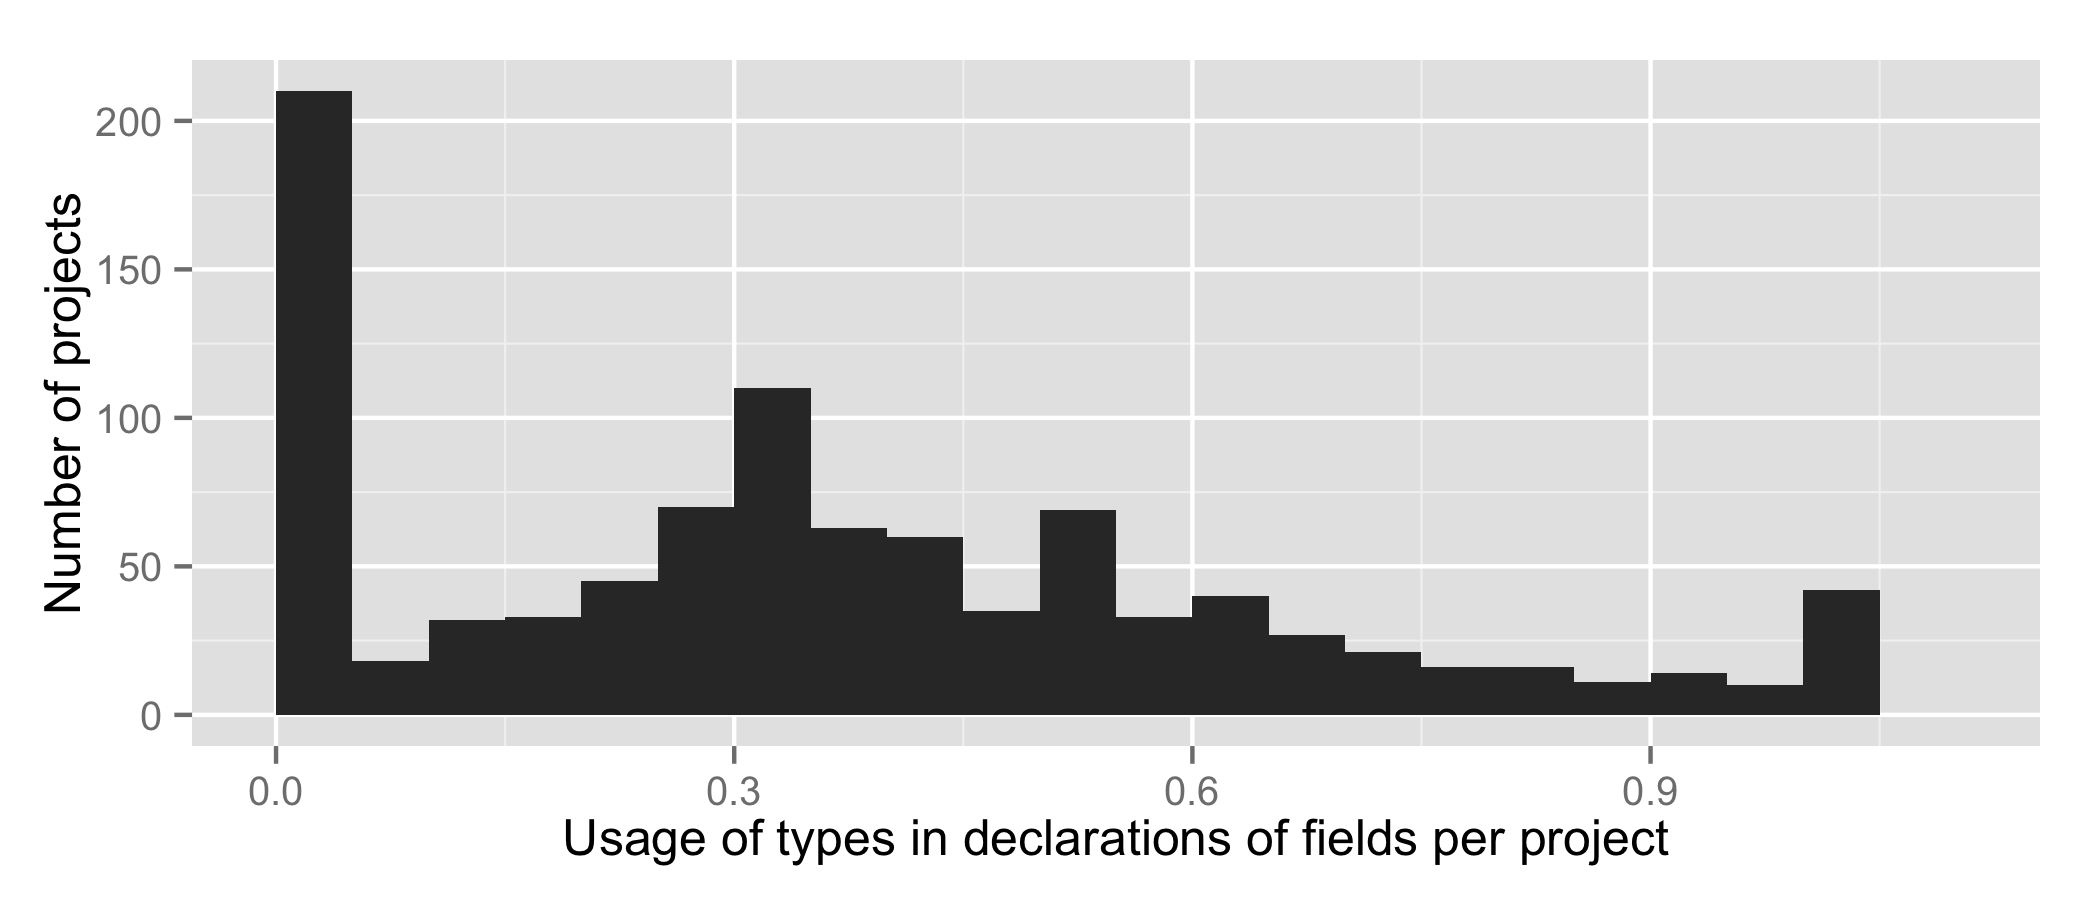 Number of projects
200
150
100
50
0
0.0 0.3 0.6 0.9
Usage of types in declarations of fields per project